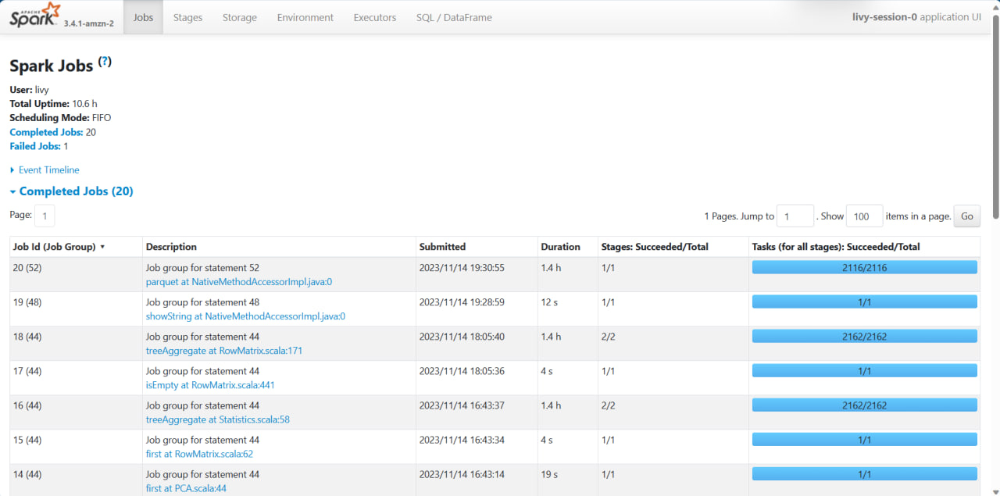 APACHE
Spark 3.4.1-amzn-2 Jobs Stages Storage Environment Executors SQL / DataFrame livy-session-0 application UI
Spark Jobs (?)
User: livy
Total Uptime: 10.6 h
Scheduling Mode: FIFO
Completed Jobs: 20
Failed Jobs: 1
Event Timeline
Completed Jobs (20)
Page: 1 1 Pages. Jump to 1 . Show 100 items in a page. Go
Job Id (Job Group) ▾ Description Submitted Duration Stages: Succeeded/Total Tasks (for all stages): Succeeded/Total
20 (52) Job group for statement 52 2023/11/14 19:30:55 1.4 h 1/1 2116/2116
parquet at NativeMethodAccessorImpl.java:0
19 (48) Job group for statement 48 2023/11/14 19:28:59 12 s 1/1 1/1
showString at NativeMethodAccessorImpl.java:0
18 (44) Job group for statement 44 2023/11/14 18:05:40 1.4 h 2/2 2162/2162
treeAggregate at RowMatrix.scala:171
17 (44) Job group for statement 44 2023/11/14 18:05:36 4 s 1/1 1/1
isEmpty at RowMatrix.scala:441
16 (44) Job group for statement 44 2023/11/14 16:43:37 1.4 h 2/2 2162/2162
treeAggregate at Statistics.scala:58
15 (44) Job group for statement 44 2023/11/14 16:43:34 4 s 1/1 1/1
first at RowMatrix.scala:62
14 (44) Job group for statement 44 2023/11/14 16:43:14 19 s 1/1 1/1
first at PCA.scala:44